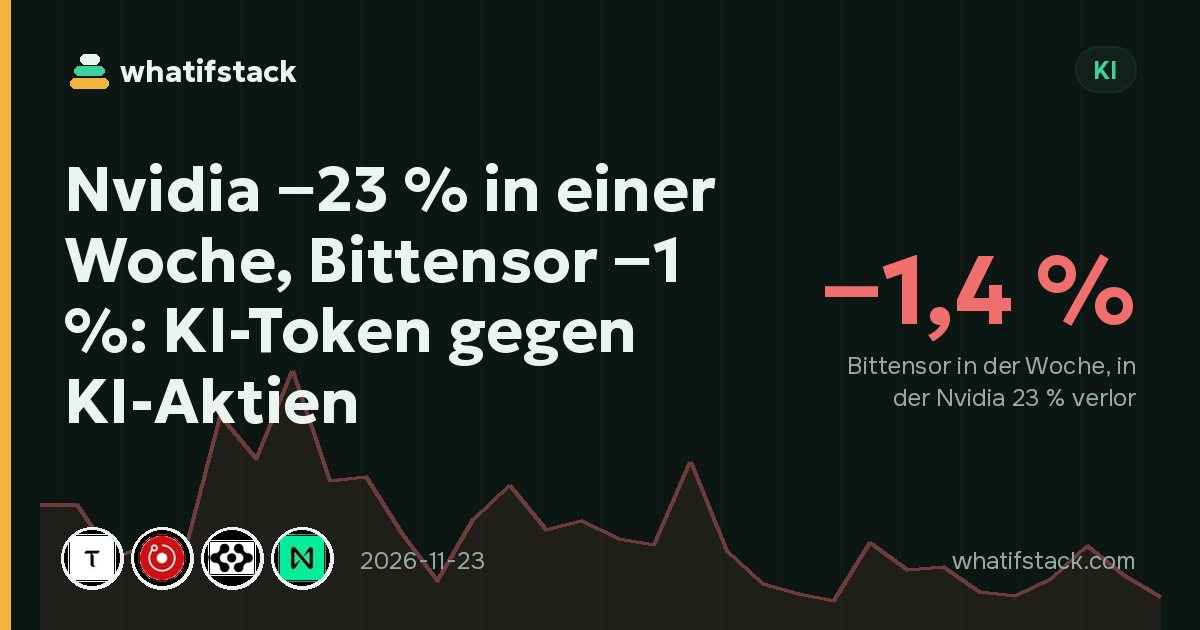 whatifstack
KI
Nvidia −23 % in einer
Woche, Bittensor −1
%: KI-Token gegen
KI-Aktien
−1,4 %
Bittensor in der Woche, in
der Nvidia 23 % verlor
τ
2026-11-23
whatifstack.com